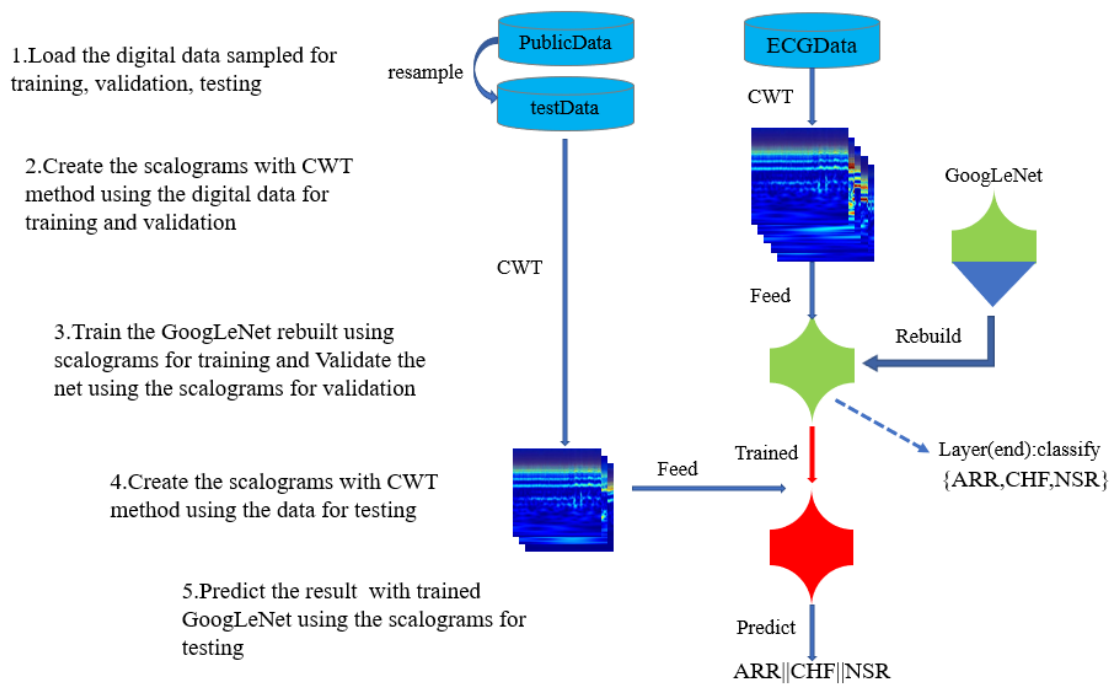 1.Load the digital data sampled for
training, validation, testing
PublicData
resample
testData
ECGData
CWT
2.Create the scalograms with CWT
method using the digital data for
training and validation
GoogLeNet
CWT
Feed
Rebuild
3.Train the GoogLeNet rebuilt using
scalograms for training and Validate the
net using the scalograms for validation
Trained
Layer(end):classify
{ARR,CHF,NSR}
4.Create the scalograms with CWT
method using the data for testing
Feed
5.Predict the result with trained
GoogLeNet using the scalograms for
testing
Predict
ARR||CHF||NSR